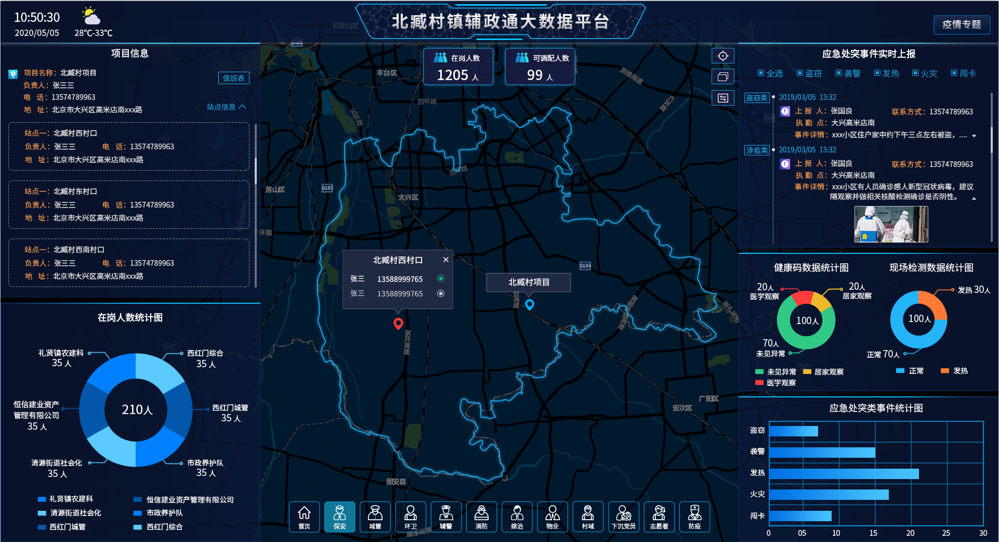 10:50:30
2020/05/05
28℃-33℃
北臧村镇辅政通大数据平台
疫情专题
项目信息
项目名称：北臧村项目
负责人：张三三
电 话：13574789963
地 址：北京市大兴区高米店南xxx路
值班表
站点信息
站点一：北臧村西村口
负责人：张三三 电 话：13574789963
地 址：北京市大兴区高米店南xxx路
站点一：北臧村东村口
负责人：张三三 电 话：13574789963
地 址：北京市大兴区高米店南xxx路
站点一：北臧村西南村口
负责人：张三三 电 话：13574789963
地 址：北京市大兴区高米店南xxx路
在岗人数统计图
礼贤镇农建科
35 人
西红门综合
35 人
恒信建业资产
管理有限公司
35 人
210人
西红门城管
35 人
清源街道社会化
35 人
市政养护队
35 人
礼贤镇农建科
恒信建业资产管理有限公司
清源街道社会化
市政养护队
西红门城管
西红门综合
在岗人数
1205 人
可调配人数
99 人
石景山区
丰台区
四环路
五环路
京哈高速
六环路
五环路
房山区
GL07
大兴区
六环路
GL04
京开高速
广阳区
安次区
固安县
北臧村西村口
张三 13588999765
张三 13588999765
北臧村项目
首页
保安
城管
环卫
辅警
消防
综治
物业
村域
下沉党员
志愿者
防疫
应急处突事件实时上报
全选
盗窃
袭警
发热
火灾
闯卡
盗窃类
2019/03/05 13:32
上 报 人：张国良 联系方式：13574789963
执 勤 点：大兴高米店南
事件详情：xxx小区住户家中约下午三点左右被盗，....
涉疫类
2019/03/05 13:32
上 报 人：张国良 联系方式：13574789963
执 勤 点：大兴高米店南
事件详情：xxx小区有人员确诊感人新型冠状病毒，建议
隔观察并做相关核酸检测确诊是否阴性。
健康码数据统计图
20人
医学观察
20人
居家观察
100人
70人
未见异常
未见异常
居家观察
医学观察
现场检测数据统计图
发热 30人
100人
正常 70人
正常
发热
应急处突类事件统计图
盗窃
袭警
发热
火灾
闯卡
0 05 10 15 20 25 30